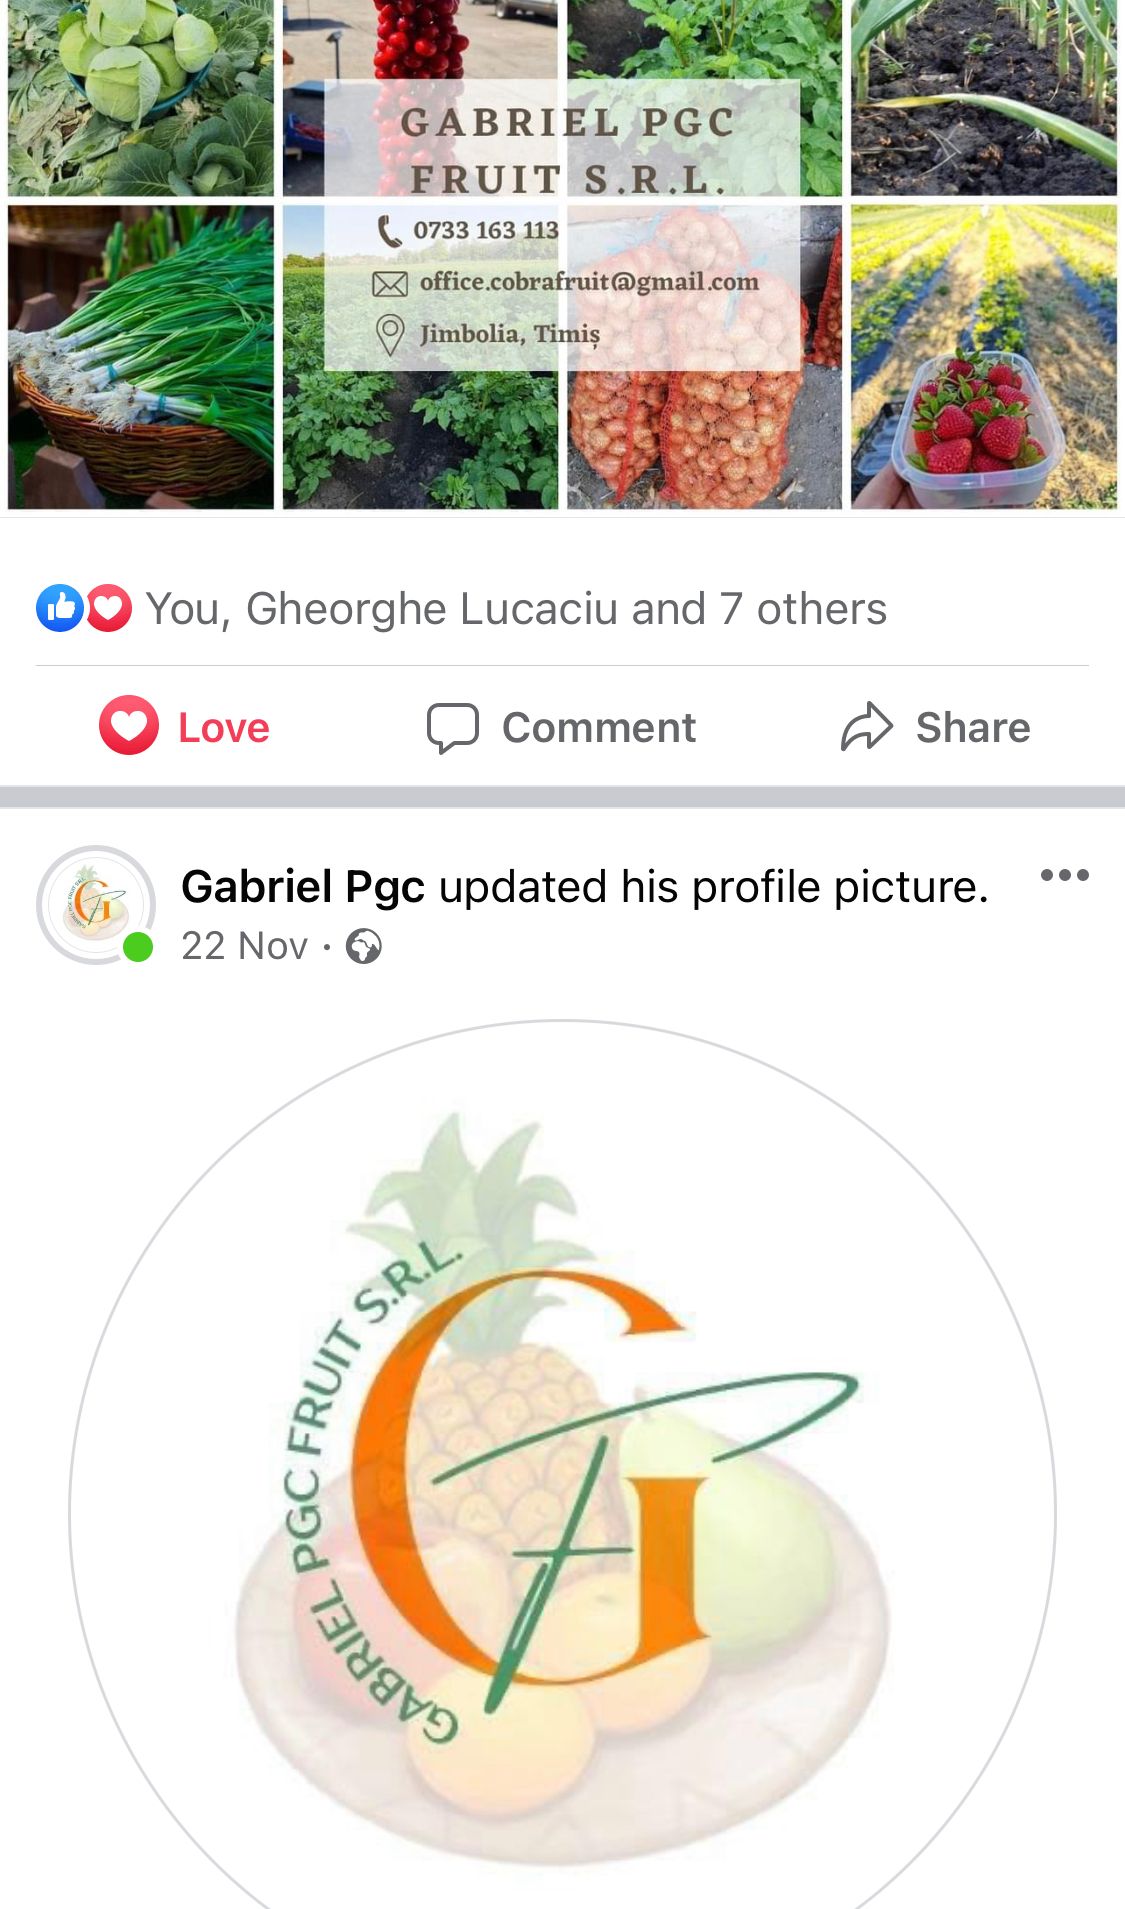 GABRIEL PGC
FRUIT S.R.L.
0733 163 113
office.cobrafruit@gmail.com
Jimbolia, Timiș
You, Gheorghe Lucaciu and 7 others
Love
Comment
Share
Gabriel Pgc updated his profile picture.
22 Nov ·
GABRIEL PGC FRUIT S.R.L.
G
FP